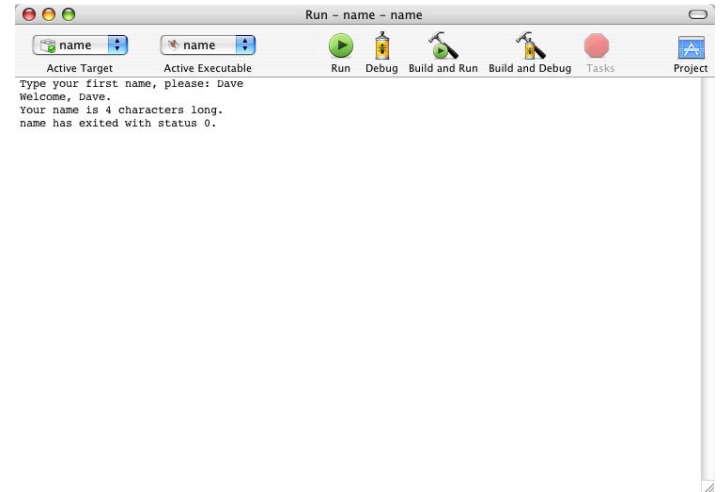 Run – name – name
name name
Active Target Active Executable Run Debug Build and Run Build and Debug Tasks Project
Type your first name, please: Dave
Welcome, Dave.
Your name is 4 characters long.
name has exited with status 0.